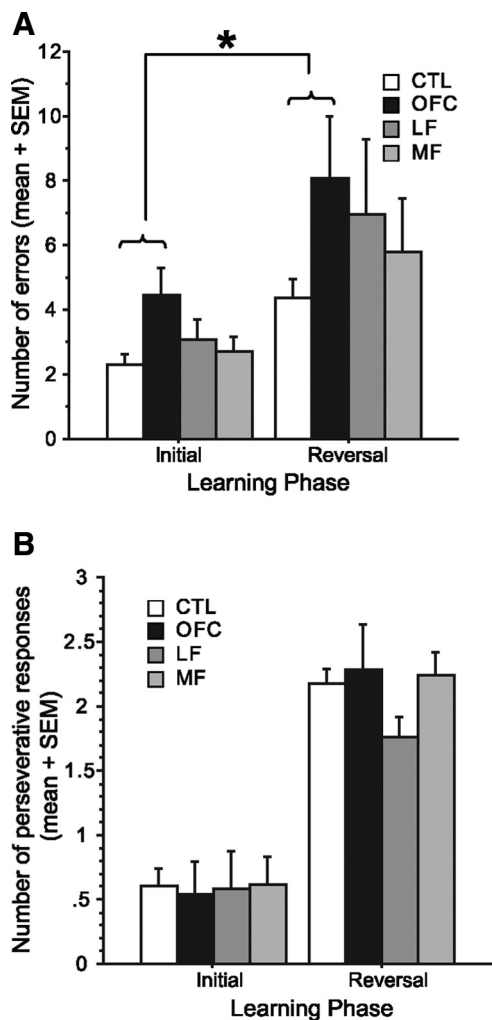 A
*
Number of errors (mean + SEM)
12
10
8
6
4
2
0
CTL
OFC
LF
MF
Initial
Reversal
Learning Phase
B
Number of perseverative responses
(mean + SEM)
3
2.5
2
1.5
1
.5
0
CTL
OFC
LF
MF
Initial
Reversal
Learning Phase